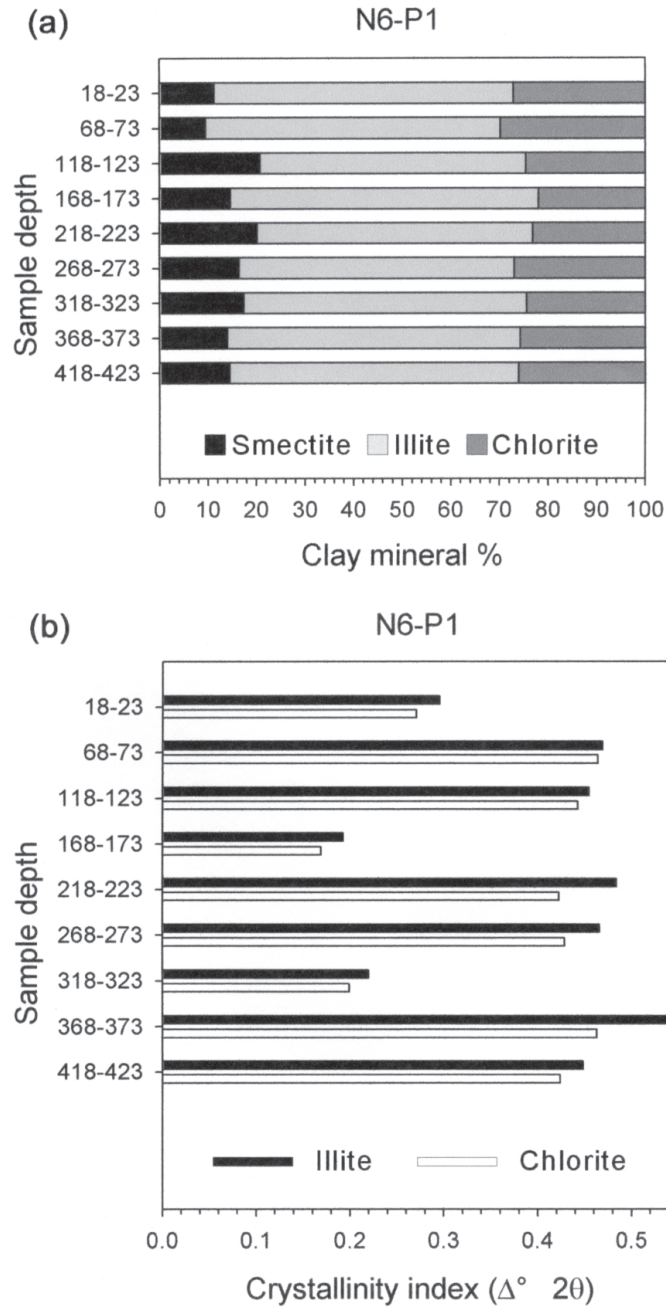 (a) N6-P1
18-23
68-73
118-123
168-173
218-223
268-273
318-323
368-373
418-423
Sample depth
Smectite Illite Chlorite
0 10 20 30 40 50 60 70 80 90 100
Clay mineral %
(b) N6-P1
18-23
68-73
118-123
168-173
218-223
268-273
318-323
368-373
418-423
Sample depth
Illite Chlorite
0.0 0.1 0.2 0.3 0.4 0.5
Crystallinity index (Δ° 2θ)